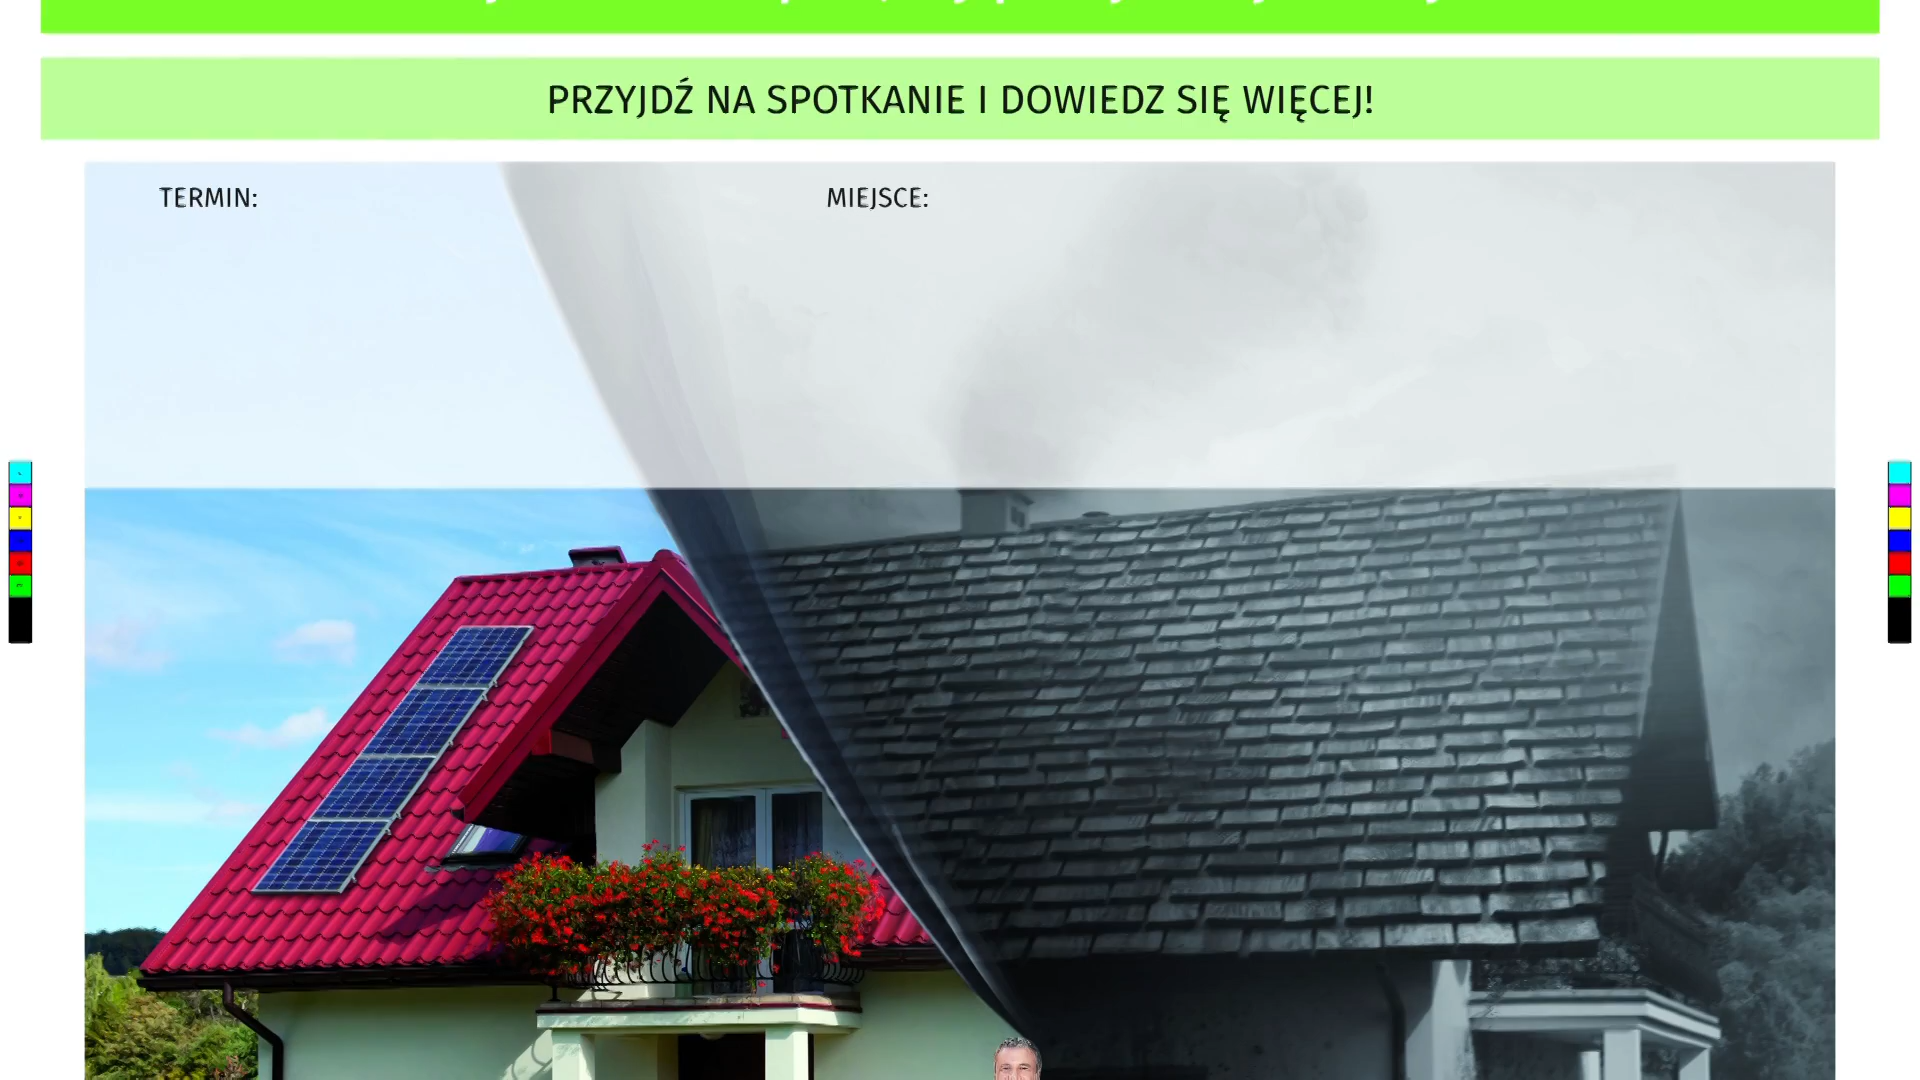 PRZYJDŹ NA SPOTKANIE I DOWIEDZ SIĘ WIĘCEJ!
TERMIN:
MIEJSCE: